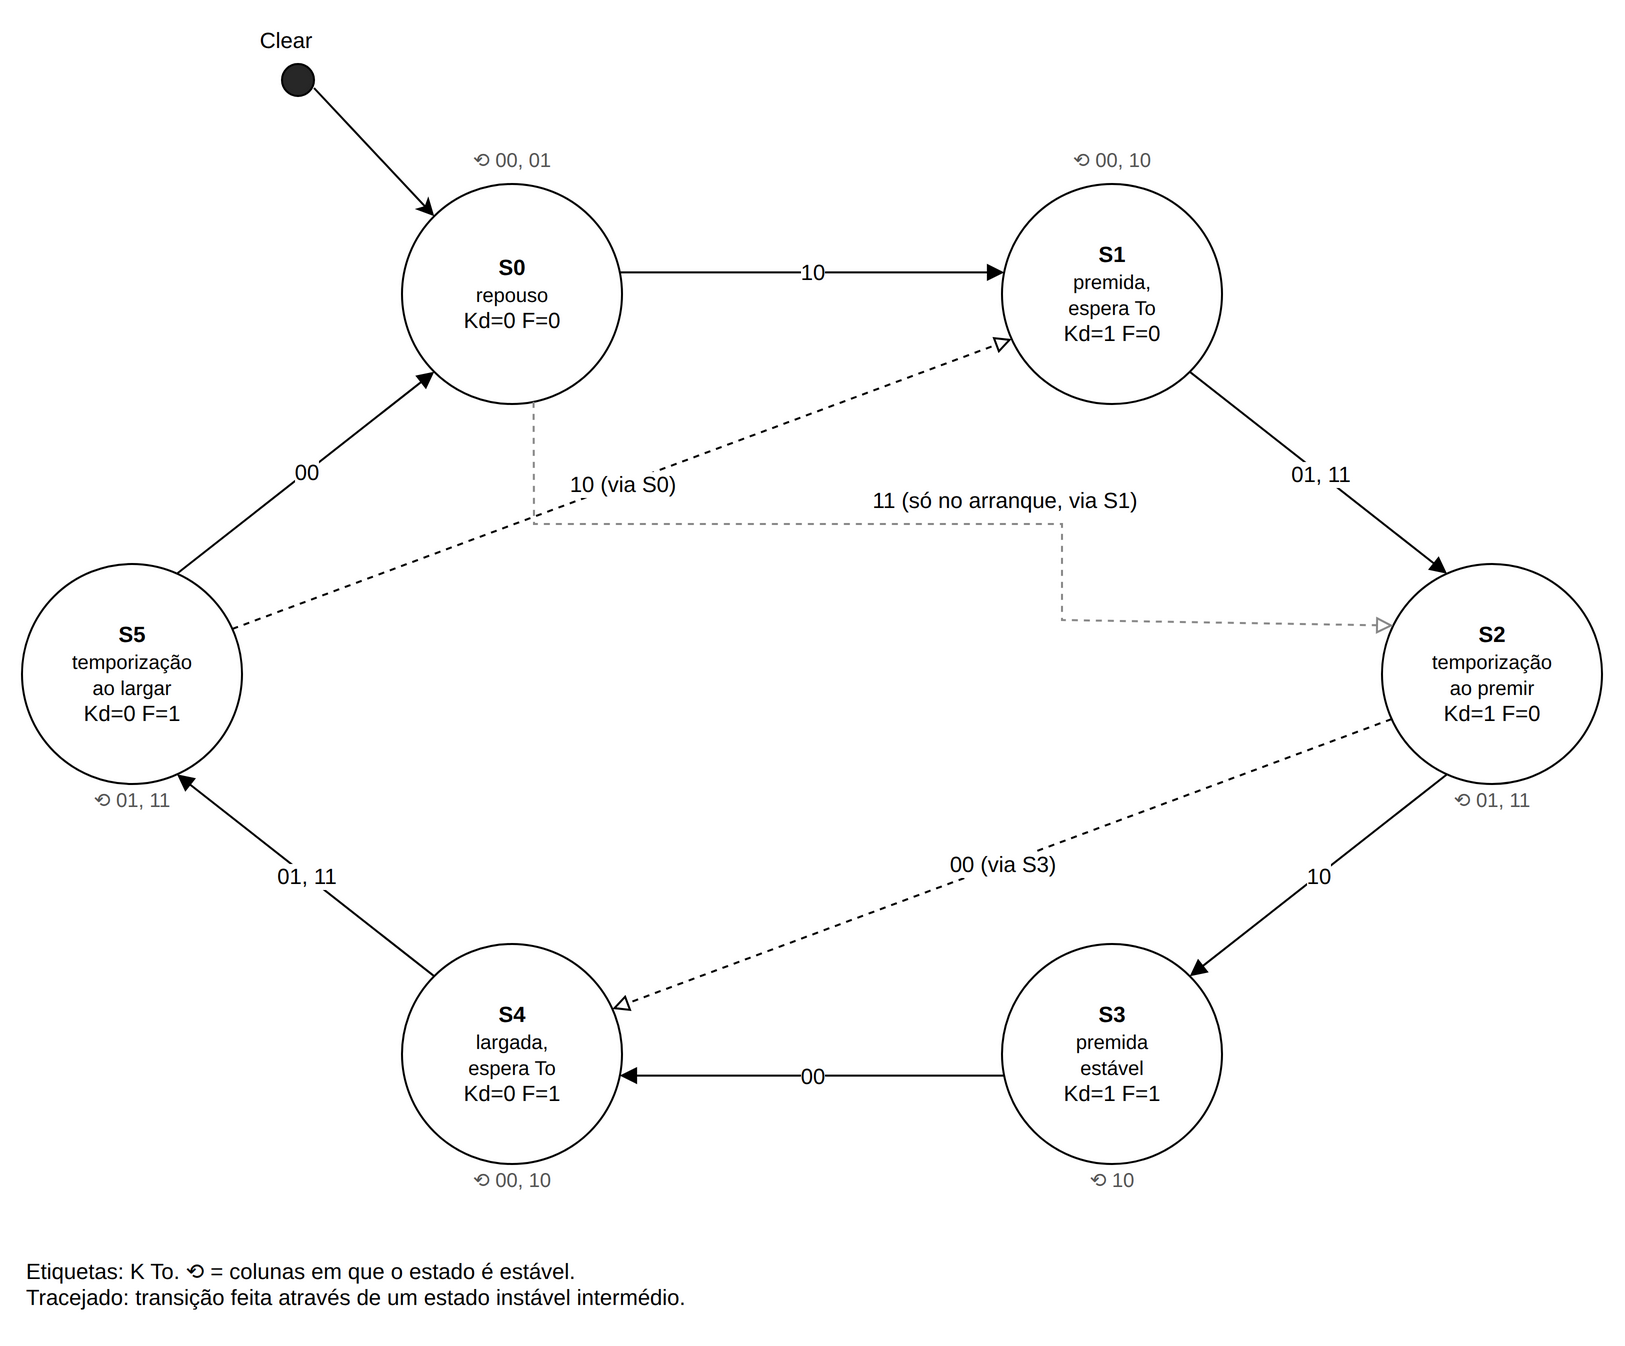 Clear
⟲ 00, 01
⟲ 00, 10
S0
repouso
Kd=0 F=0
10
S1
premida,
espera To
Kd=1 F=0
00
10 (via S0)
11 (só no arranque, via S1)
01, 11
S5
temporização
ao largar
Kd=0 F=1
⟲ 01, 11
S2
temporização
ao premir
Kd=1 F=0
⟲ 01, 11
01, 11
00 (via S3)
10
S4
largada,
espera To
Kd=0 F=1
⟲ 00, 10
00
S3
premida
estável
Kd=1 F=1
⟲ 10
Etiquetas: K To. ⟲ = colunas em que o estado é estável.
Tracejado: transição feita através de um estado instável intermédio.